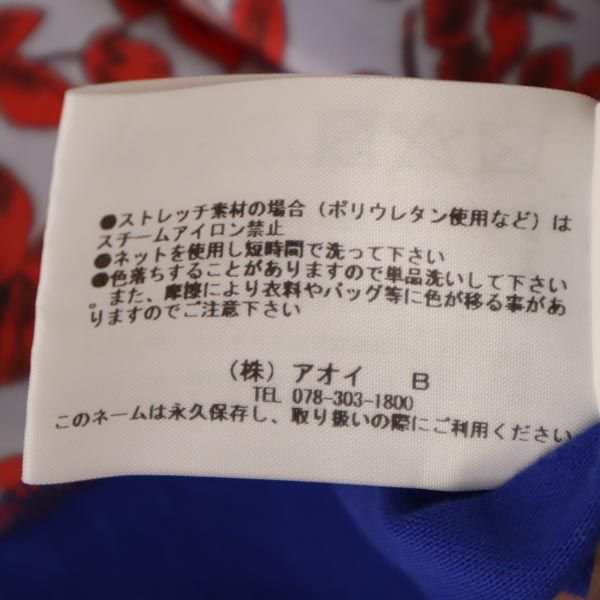 ●ストレッチ素材の場合（ポリウレタン使用など）は
スチームアイロン禁止
●ネットを使用し短時間で洗って下さい
●色落ちすることがありますので単品洗いして下さい
。また、摩擦により衣料やバッグ等に色が移る事があ
りますのでご注意下さい
（株）アオイ　B
TEL 078-303-1800
このネームは永久保存し、取り扱いの際にご利用ください